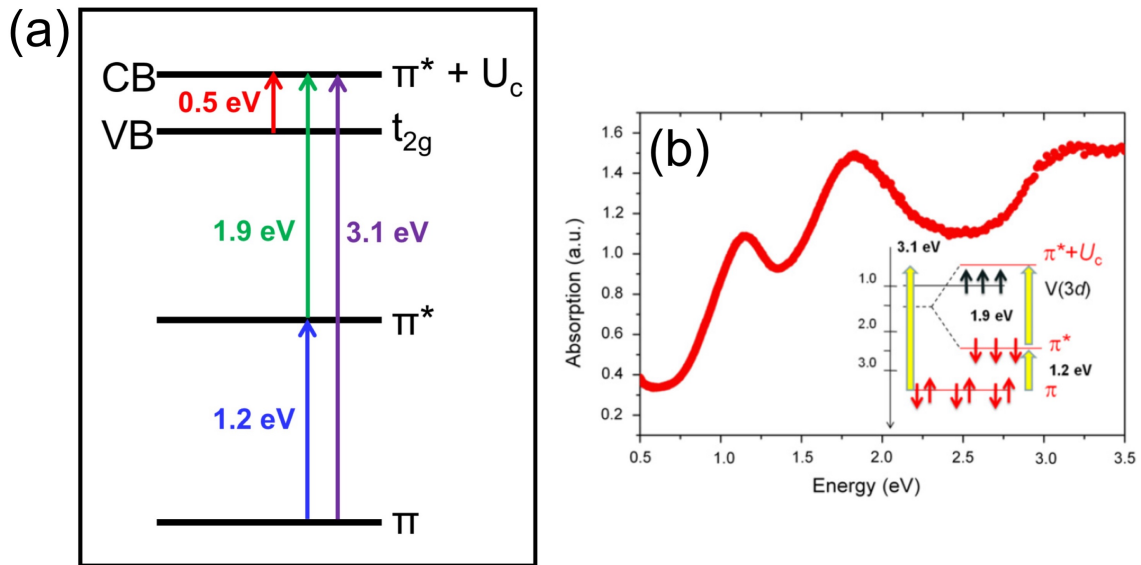 (a)
CB
π* + U_c
0.5 eV
VB
t_2g
1.9 eV
3.1 eV
π*
1.2 eV
π
(b)
Absorption (a.u.)
1.6
1.4
1.2
1.0
0.8
0.6
0.4
0.2
0.5
1.0
1.5
2.0
2.5
3.0
3.5
Energy (eV)
3.1 eV
π*+U_c
1.0
V(3d)
1.9 eV
2.0
π*
3.0
1.2 eV
π